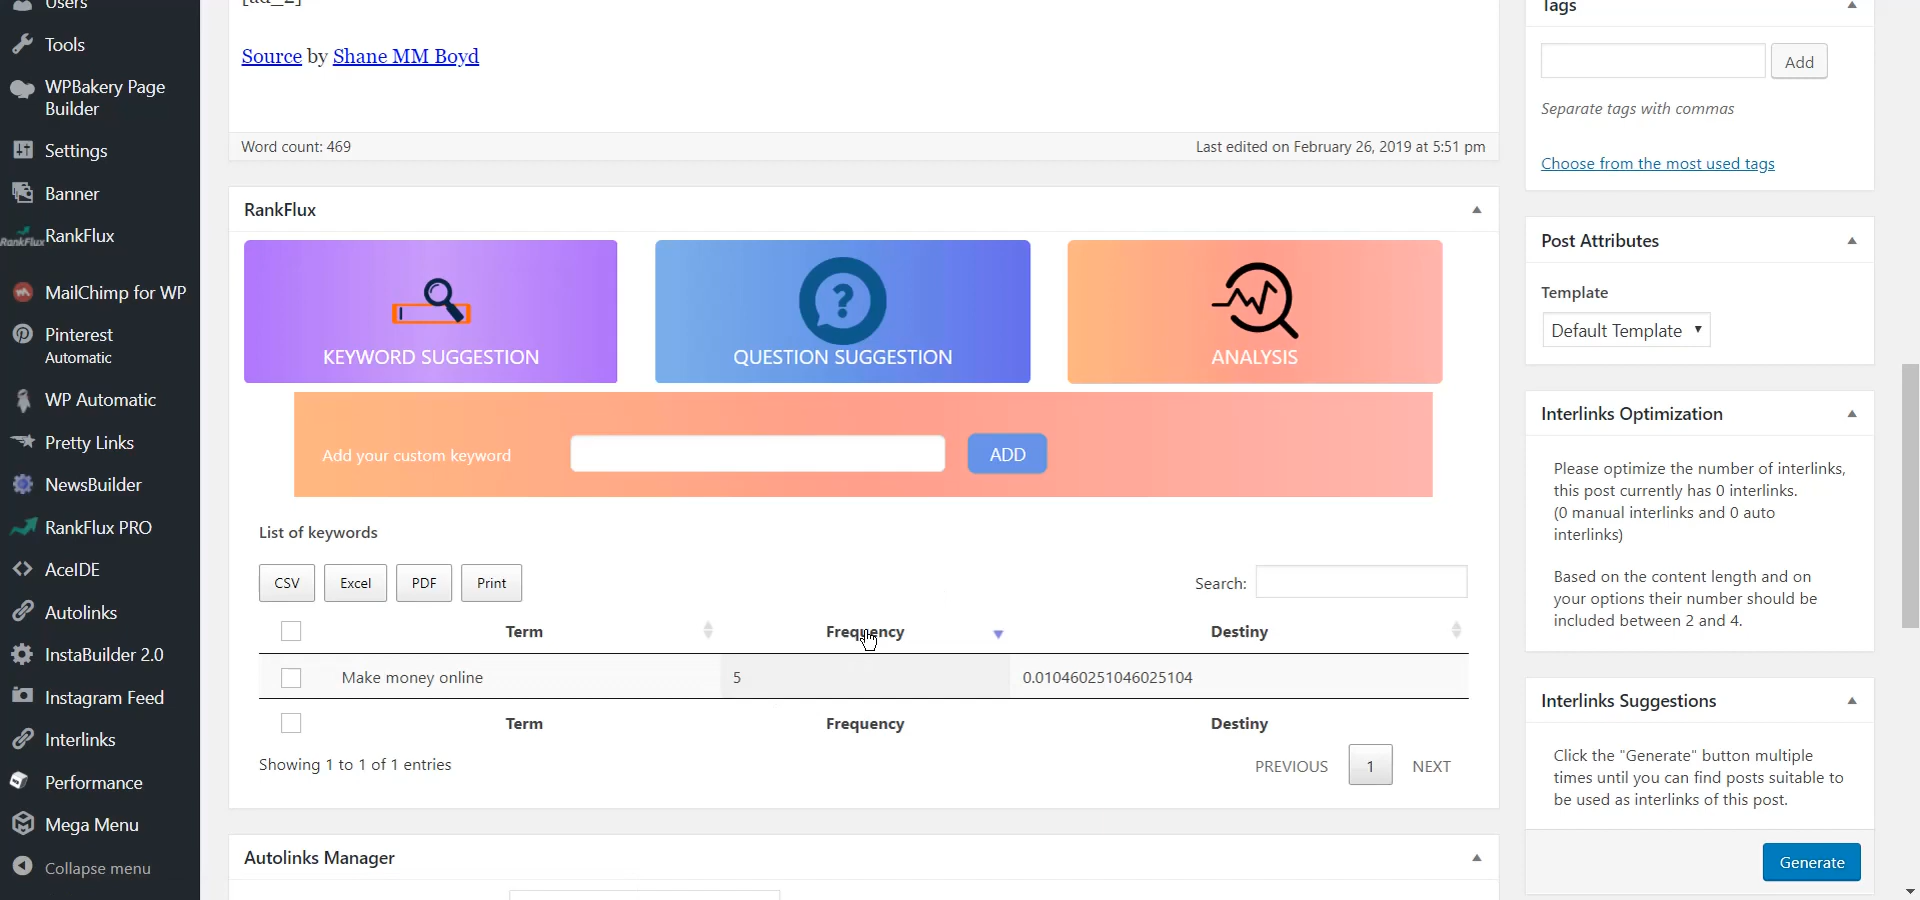 Users
Tools
WPBakery Page
Builder
Settings
Banner
RankFlux
RankFlux
MailChimp for WP
Pinterest
Automatic
WP Automatic
Pretty Links
NewsBuilder
RankFlux PRO
AceIDE
Autolinks
InstaBuilder 2.0
Instagram Feed
Interlinks
Performance
Mega Menu
Collapse menu
[ad_2]
Source by Shane MM Boyd
Word count: 469
Last edited on February 26, 2019 at 5:51 pm
RankFlux
KEYWORD SUGGESTION
QUESTION SUGGESTION
ANALYSIS
Add your custom keyword
ADD
List of keywords
CSV Excel PDF Print
Search:
Term Frequency Destiny
Make money online 5 0.010460251046025104
Term Frequency Destiny
Showing 1 to 1 of 1 entries
PREVIOUS 1 NEXT
Autolinks Manager
Tags
Add
Separate tags with commas
Choose from the most used tags
Post Attributes
Template
Default Template
Interlinks Optimization
Please optimize the number of interlinks,
this post currently has 0 interlinks.
(0 manual interlinks and 0 auto
interlinks)
Based on the content length and on
your options their number should be
included between 2 and 4.
Interlinks Suggestions
Click the "Generate" button multiple
times until you can find posts suitable to
be used as interlinks of this post.
Generate